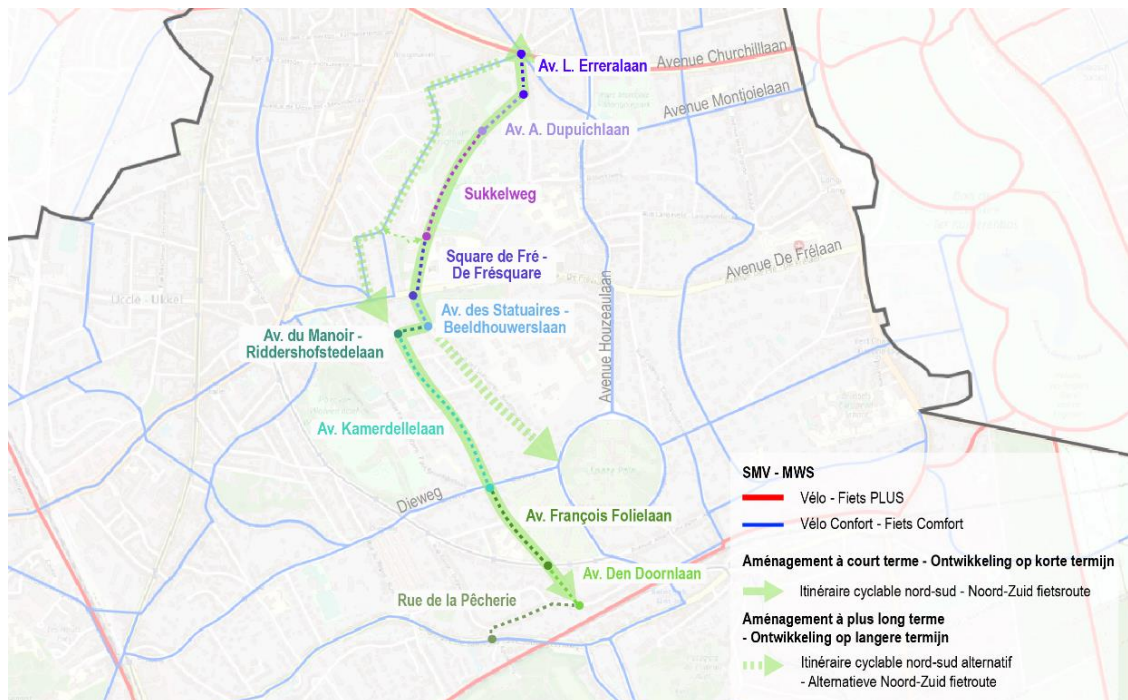 Av. L. Erreralaan
Avenue Churchilllaan
Avenue Montjoielaan
Av. A. Dupuichlaan
Sukkelweg
Square de Fré -
De Frésquare
Avenue De Frélaan
Uccle - Ukkel
Av. des Statuaires -
Beeldhouwerslaan
Av. du Manoir -
Riddershofstedelaan
Avenue Houzeaulaan
Av. Kamerdellelaan
Dieweg
Av. François Folielaan
Av. Den Doornlaan
Rue de la Pêcherie
SMV - MWS
Vélo - Fiets PLUS
Vélo Confort - Fiets Comfort
Aménagement à court terme - Ontwikkeling op korte termijn
Itinéraire cyclable nord-sud - Noord-Zuid fietsroute
Aménagement à plus long terme
- Ontwikkeling op langere termijn
Itinéraire cyclable nord-sud alternatif
- Alternatieve Noord-Zuid fietroute